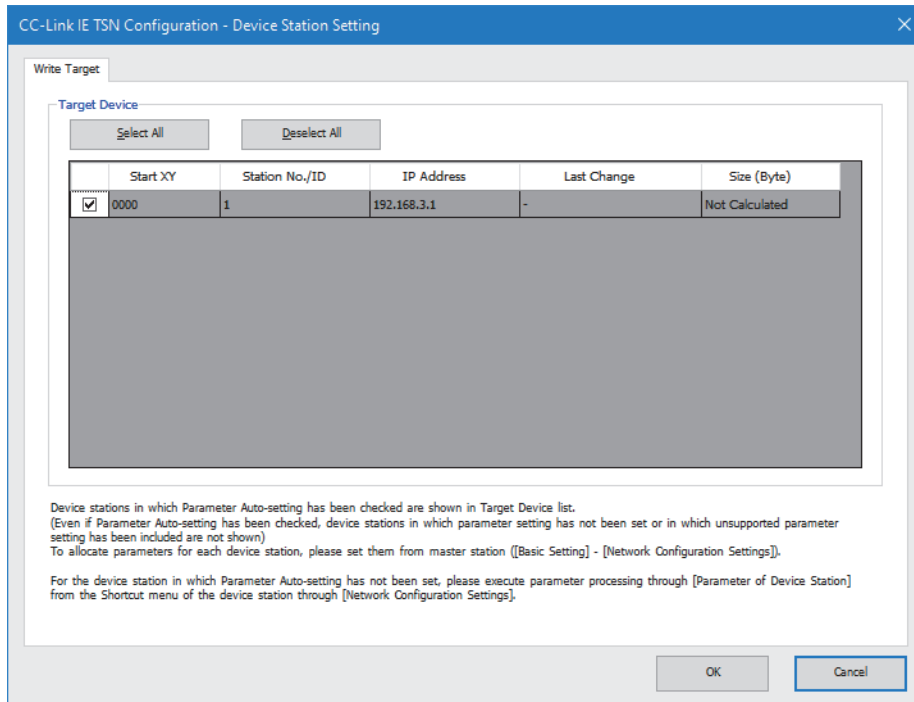 CC-Link IE TSN Configuration - Device Station Setting
Write Target
Target Device
Select All Deselect All
Start XY Station No./ID IP Address Last Change Size (Byte)
0000 1 192.168.3.1 - Not Calculated
Device stations in which Parameter Auto-setting has been checked are shown in Target Device list.
(Even if Parameter Auto-setting has been checked, device stations in which parameter setting has not been set or in which unsupported parameter
setting has been included are not shown)
To allocate parameters for each device station, please set them from master station ([Basic Setting] - [Network Configuration Settings]).
For the device station in which Parameter Auto-setting has not been set, please execute parameter processing through [Parameter of Device Station]
from the Shortcut menu of the device station through [Network Configuration Settings].
OK Cancel